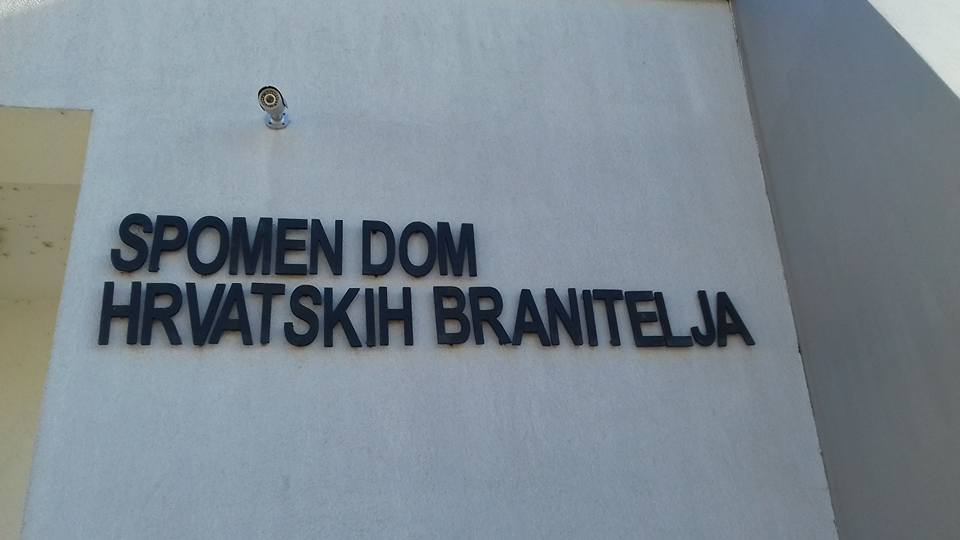 SPOMEN DOM
HRVATSKIH BRANITELJA